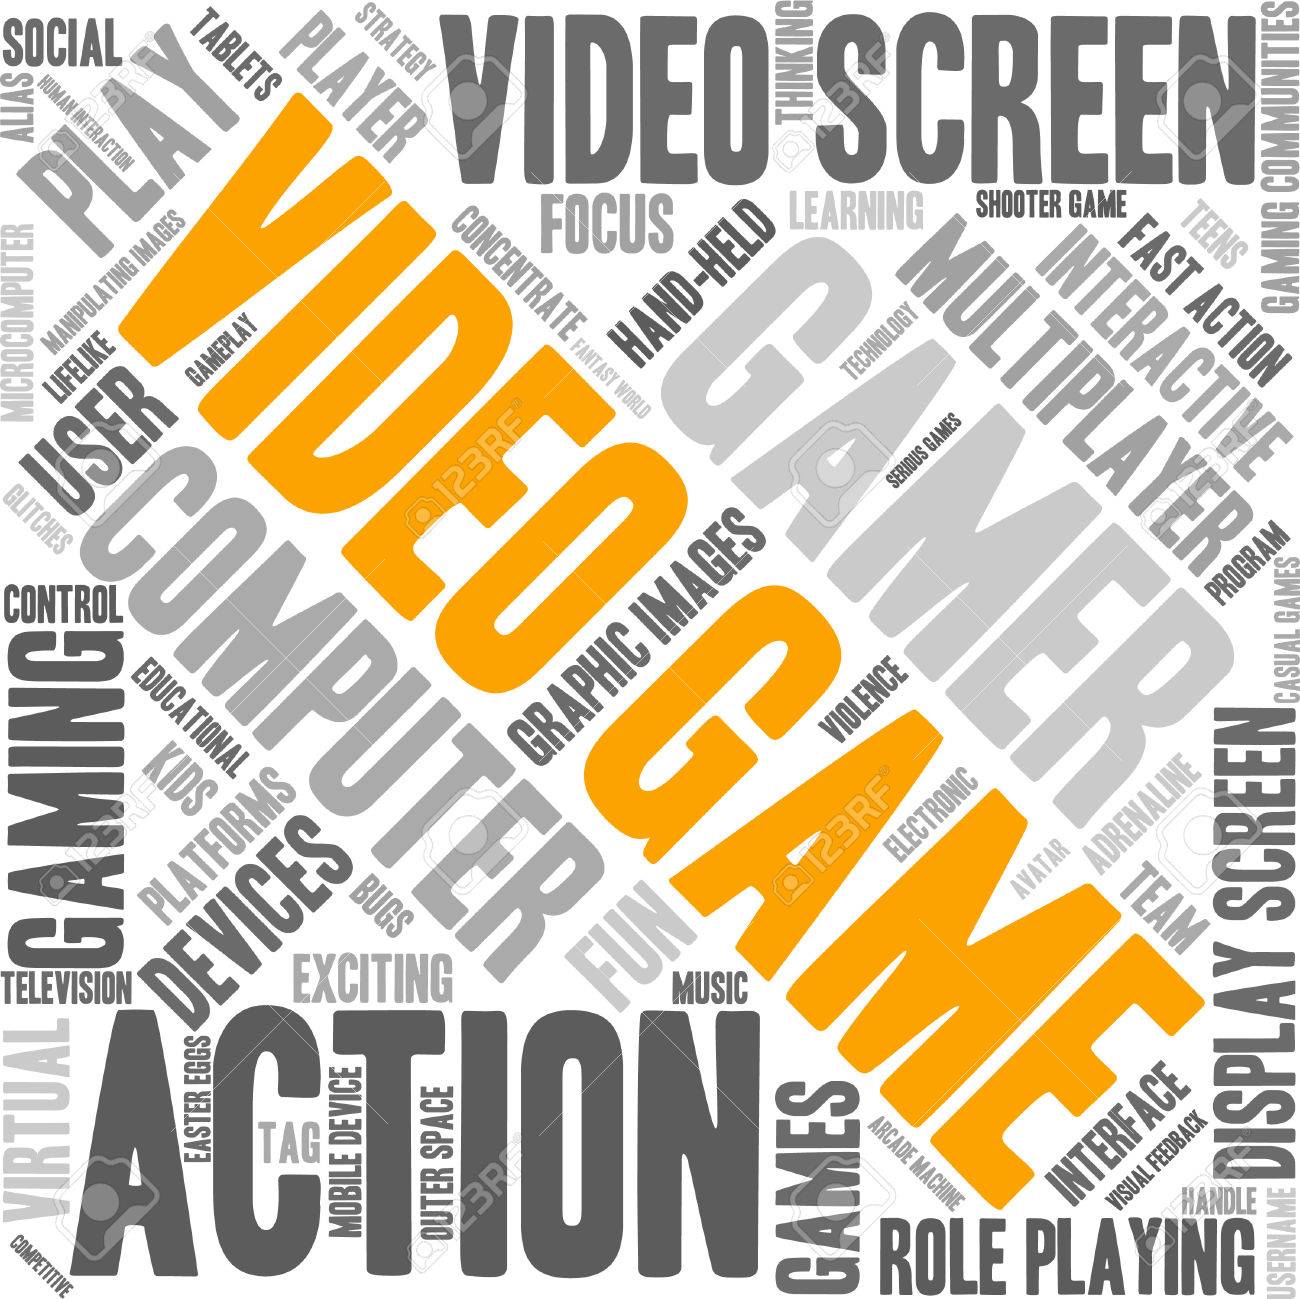 SOCIAL
TABLETS
PLAYER
STRATEGY
VIDEO
THINKING
SCREEN
GAMING COMMUNITIES
ALIAS
PLAY
HUMAN INTERACTION
VIDEO GAME
FOCUS
CONCENTRATE
HAND-HELD
LEARNING
SHOOTER GAME
FAST ACTION
TEENS
MICROCOMPUTER
MANIPULATING IMAGES
LIFELIKE
GAMEPLAY
FANTASY WORLD
GAMER
TECHNOLOGY
MULTIPLAYER
INTERACTIVE
USER
GLITCHES
COMPUTER
SERIOUS GAMES
PROGRAM
CASUAL GAMES
CONTROL
GAMING
EDUCATIONAL
GRAPHIC IMAGES
VIOLENCE
KIDS
PLATFORMS
DEVICES
BUGS
FUN
ELECTRONIC
AVATAR
ADRENALINE
TEAM
DISPLAY SCREEN
TELEVISION
EXCITING
MUSIC
VIRTUAL
ACTION
EASTER EGGS
TAG
MOBILE DEVICE
OUTER SPACE
GAMES
ARCADE MACHINE
INTERFACE
VISUAL FEEDBACK
HANDLE
USERNAME
COMPETITIVE
ROLE PLAYING
123RF